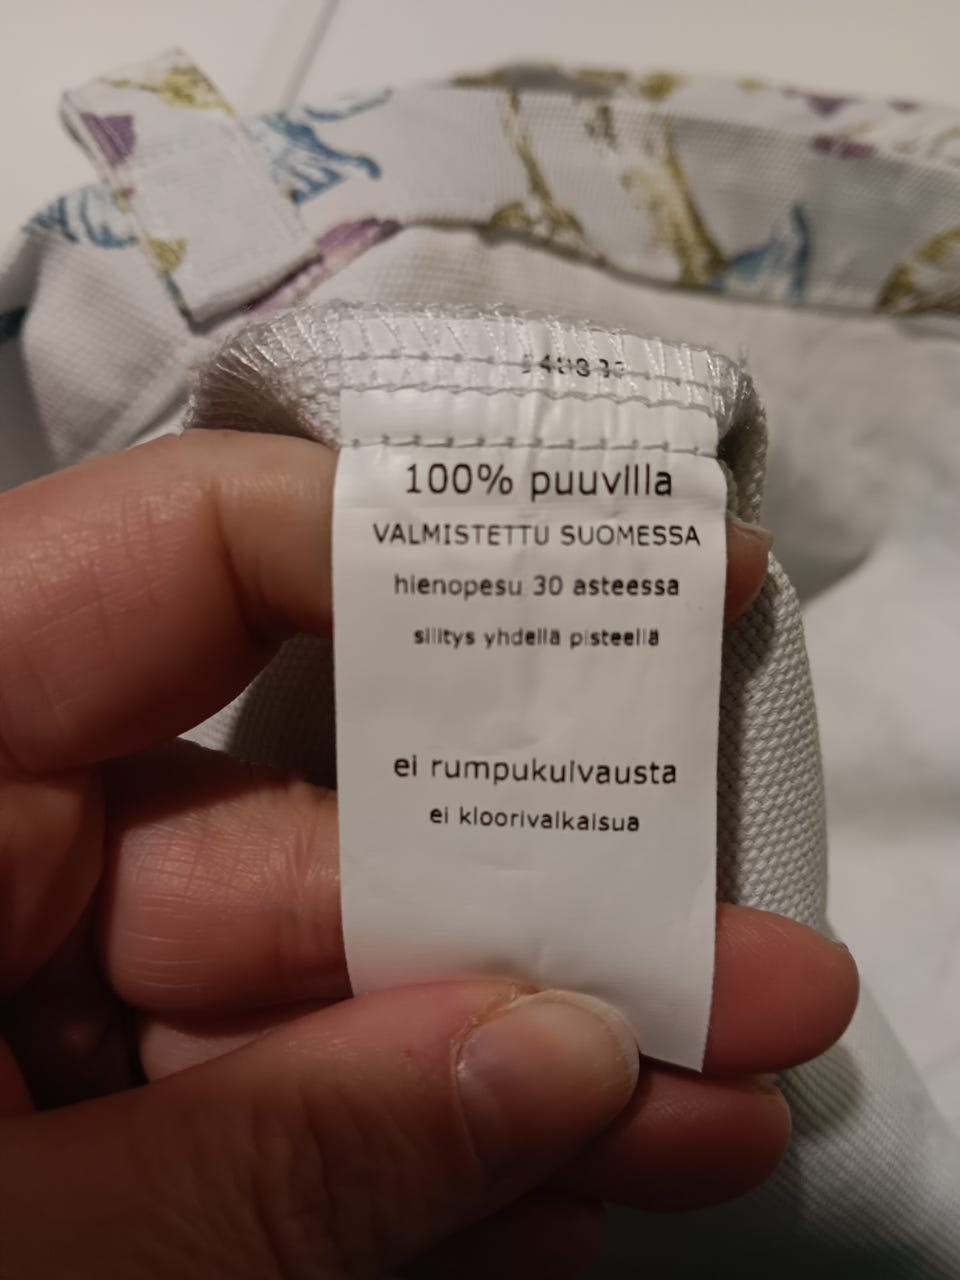 100% puuvilla
VALMISTETTU SUOMESSA
hienopesu 30 asteessa
silitys yhdellä pisteellä
ei rumpukuivausta
ei kloorivalkaisua